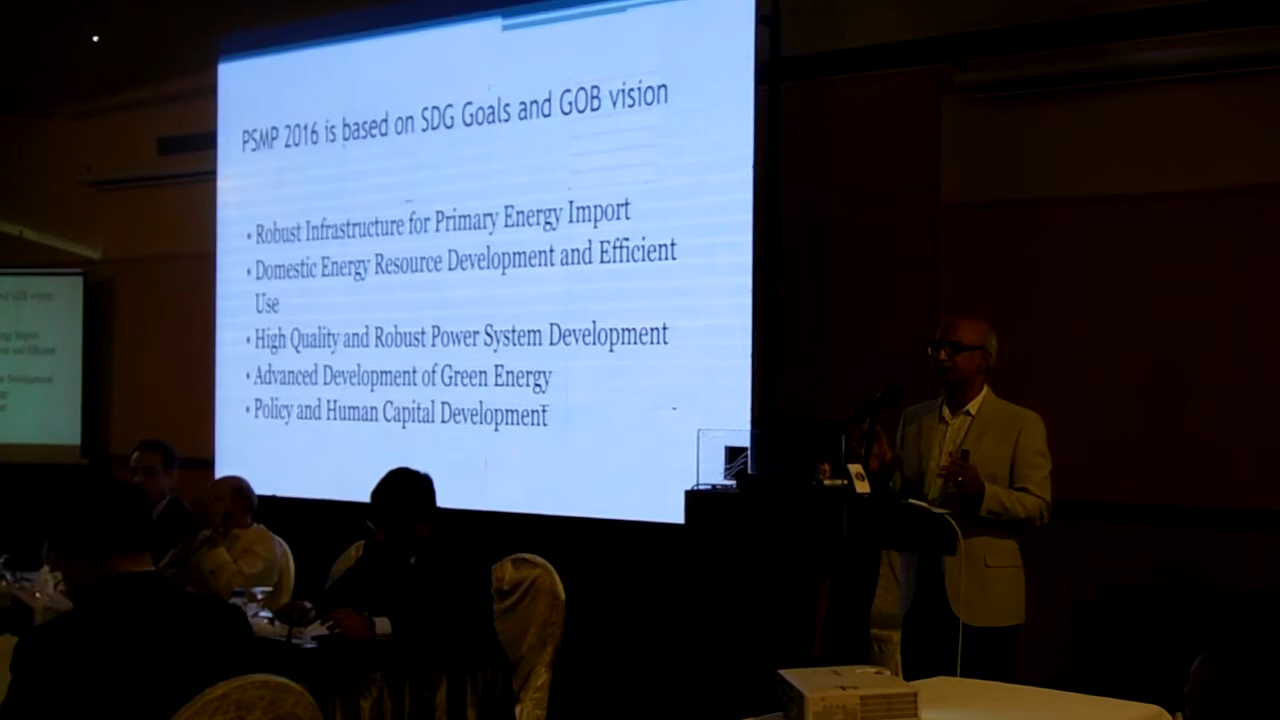 PSMP 2016 is based on SDG Goals and GOB vision
• Robust Infrastructure for Primary Energy Import
• Domestic Energy Resource Development and Efficient
Use
• High Quality and Robust Power System Development
• Advanced Development of Green Energy
• Policy and Human Capital Development